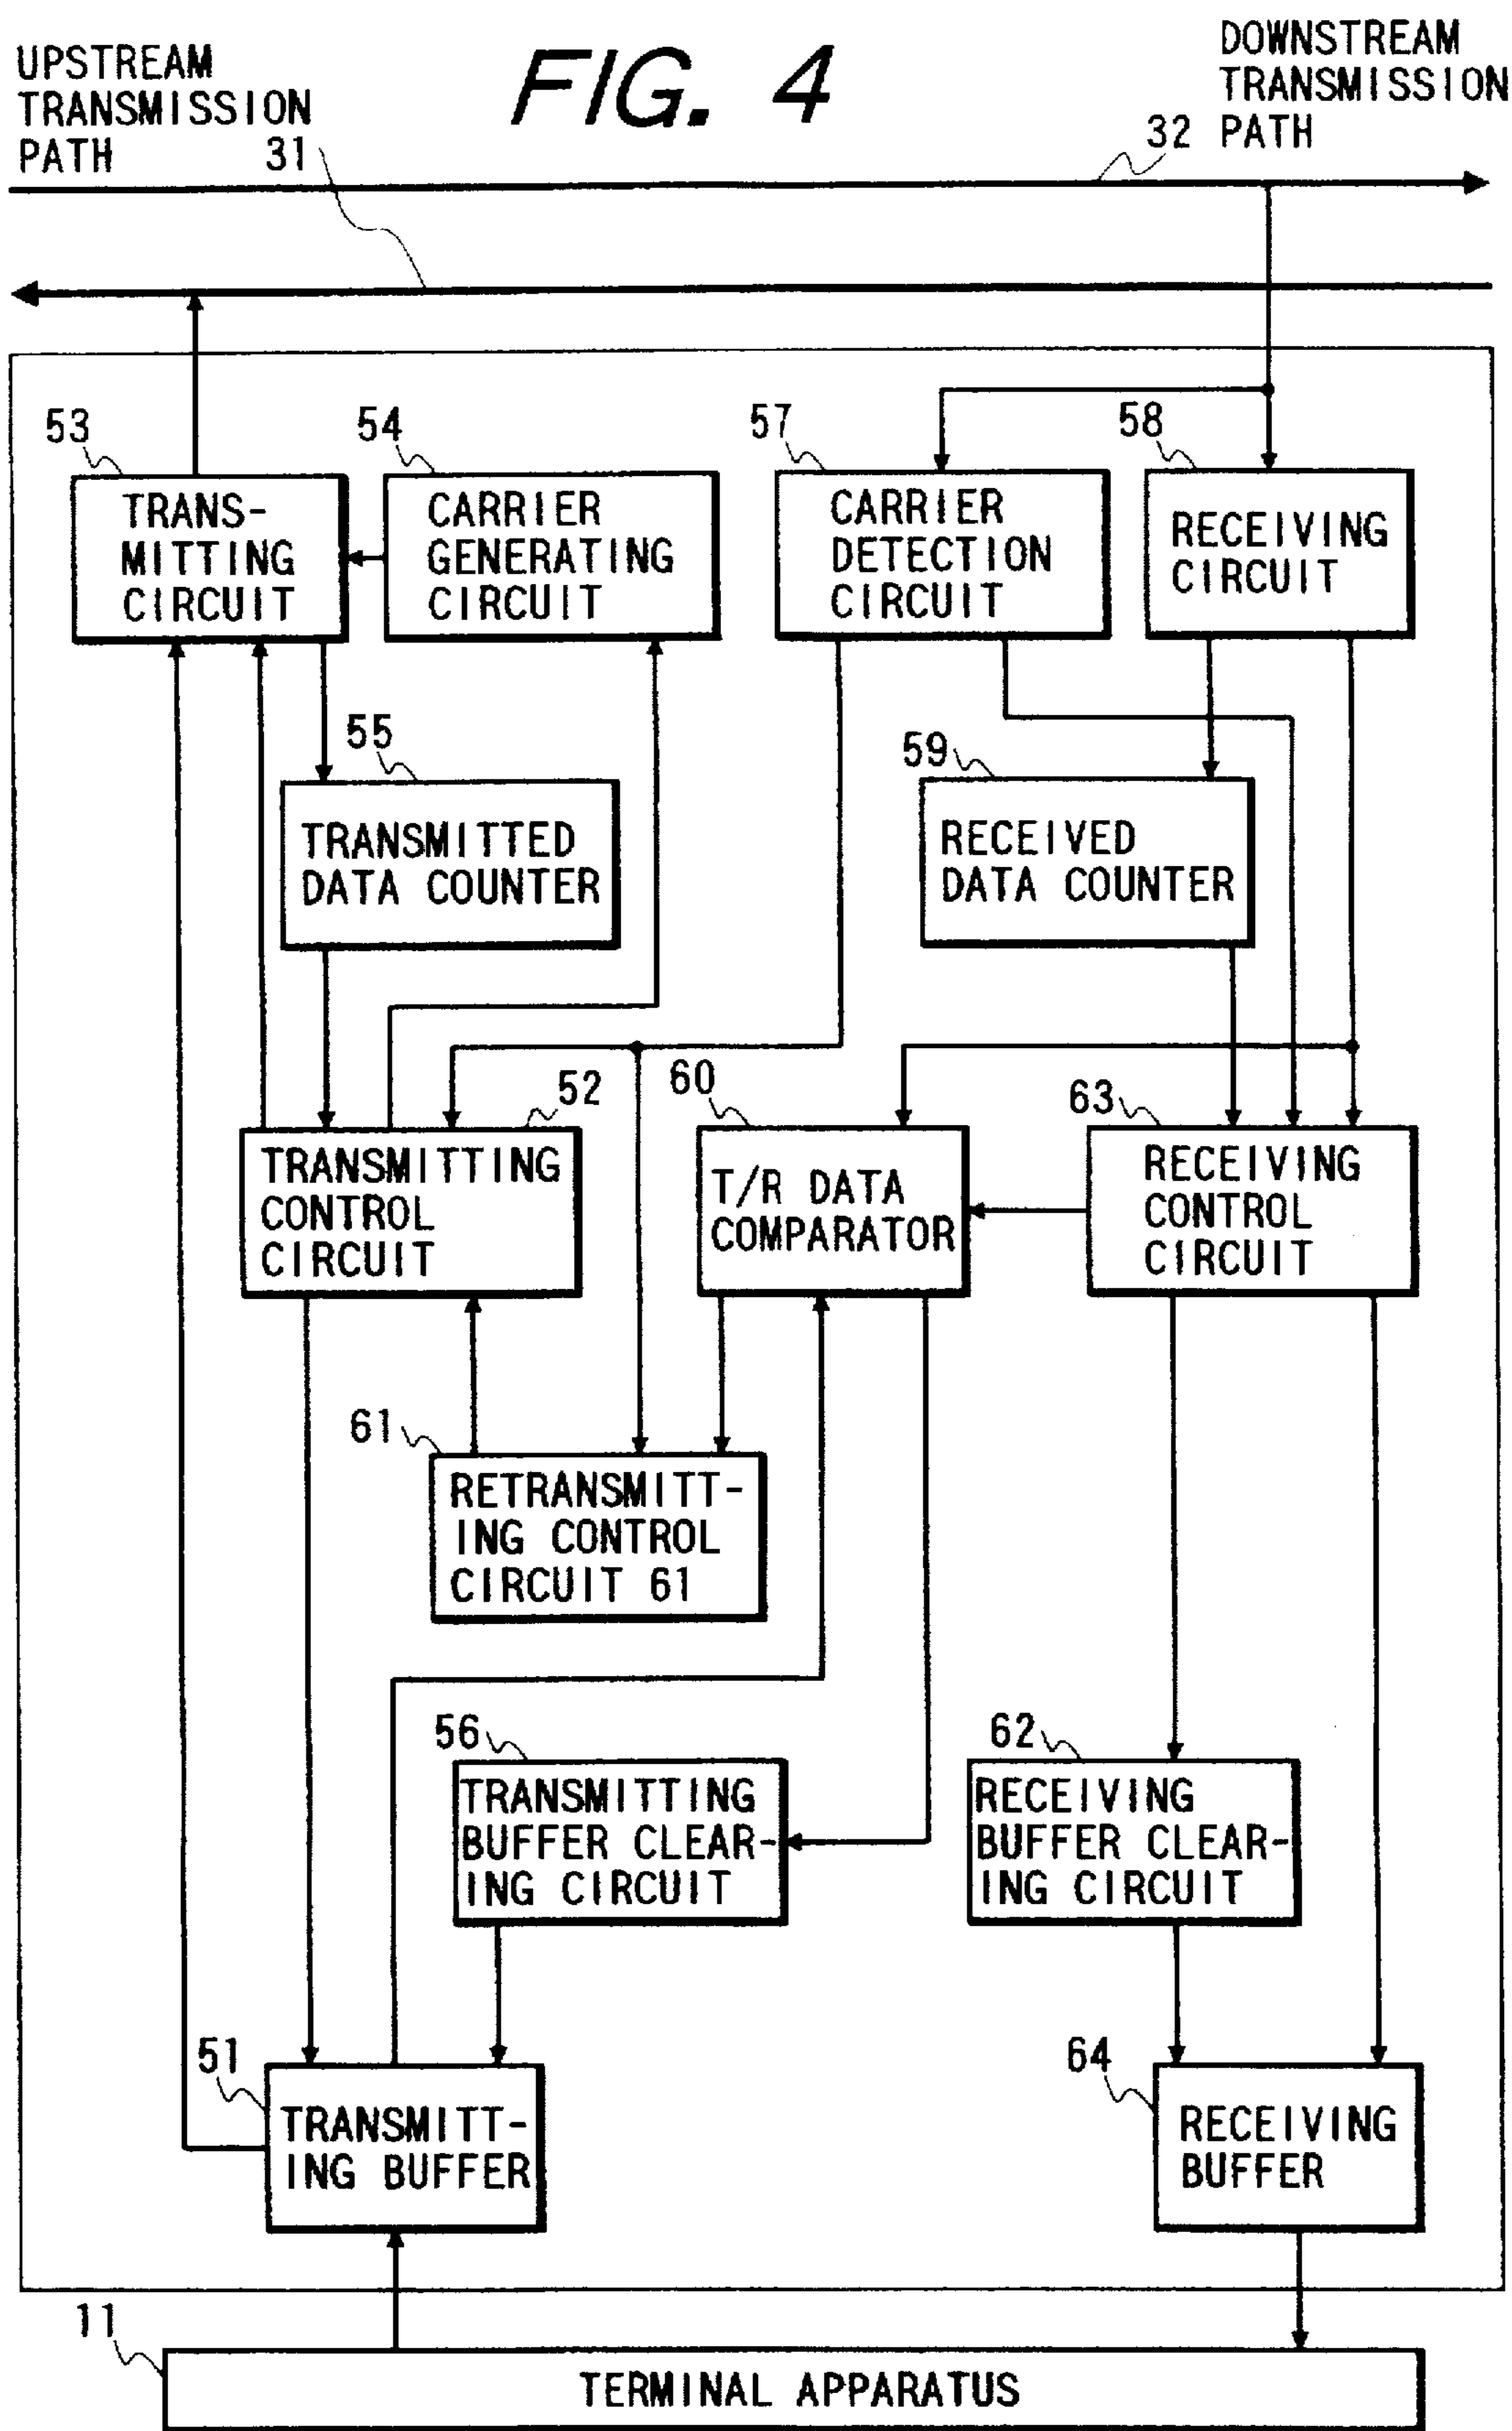 FIG. 4
UPSTREAM
TRANSMISSION
PATH
31
DOWNSTREAM
TRANSMISSION
PATH
32
53
TRANS-
MITTING
CIRCUIT
54
CARRIER
GENERATING
CIRCUIT
57
CARRIER
DETECTION
CIRCUIT
58
RECEIVING
CIRCUIT
55
TRANSMITTED
DATA COUNTER
59
RECEIVED
DATA COUNTER
52
TRANSMITTING
CONTROL
CIRCUIT
60
T/R DATA
COMPARATOR
63
RECEIVING
CONTROL
CIRCUIT
61
RETRANSMITT-
ING CONTROL
CIRCUIT 61
56
TRANSMITTING
BUFFER CLEAR-
ING CIRCUIT
62
RECEIVING
BUFFER CLEAR-
ING CIRCUIT
51
TRANSMITT-
ING BUFFER
64
RECEIVING
BUFFER
11
TERMINAL APPARATUS